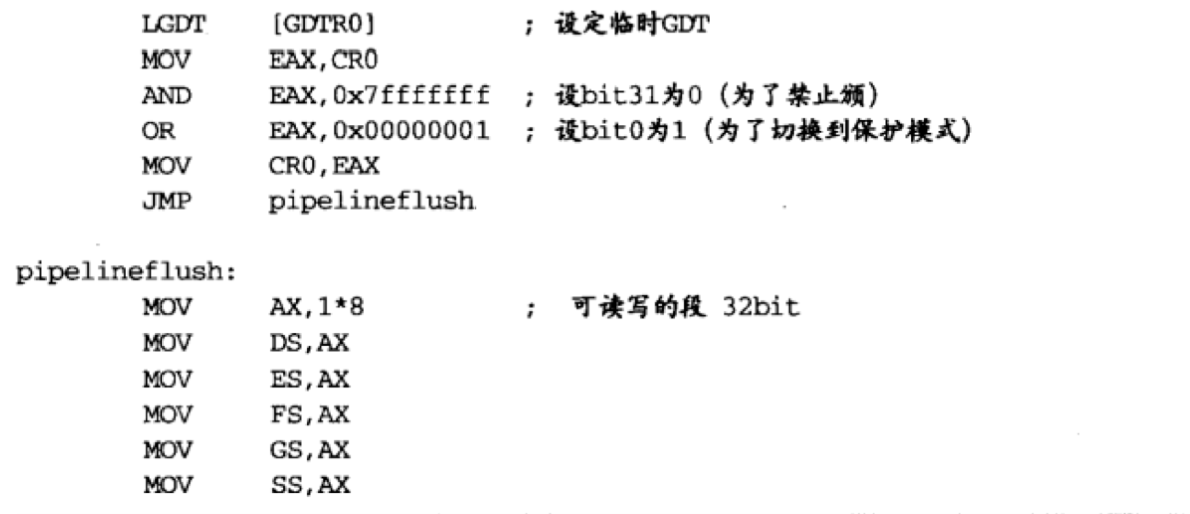 LGDT [GDTR0] ; 设定临时GDT
MOV EAX,CR0
AND EAX,0x7fffffff ; 设bit31为0 (为了禁止颁)
OR EAX,0x00000001 ; 设bit0为1 (为了切换到保护模式)
MOV CR0,EAX
JMP pipelineflush
pipelineflush:
MOV AX,1*8 ; 可读写的段 32bit
MOV DS,AX
MOV ES,AX
MOV FS,AX
MOV GS,AX
MOV SS,AX